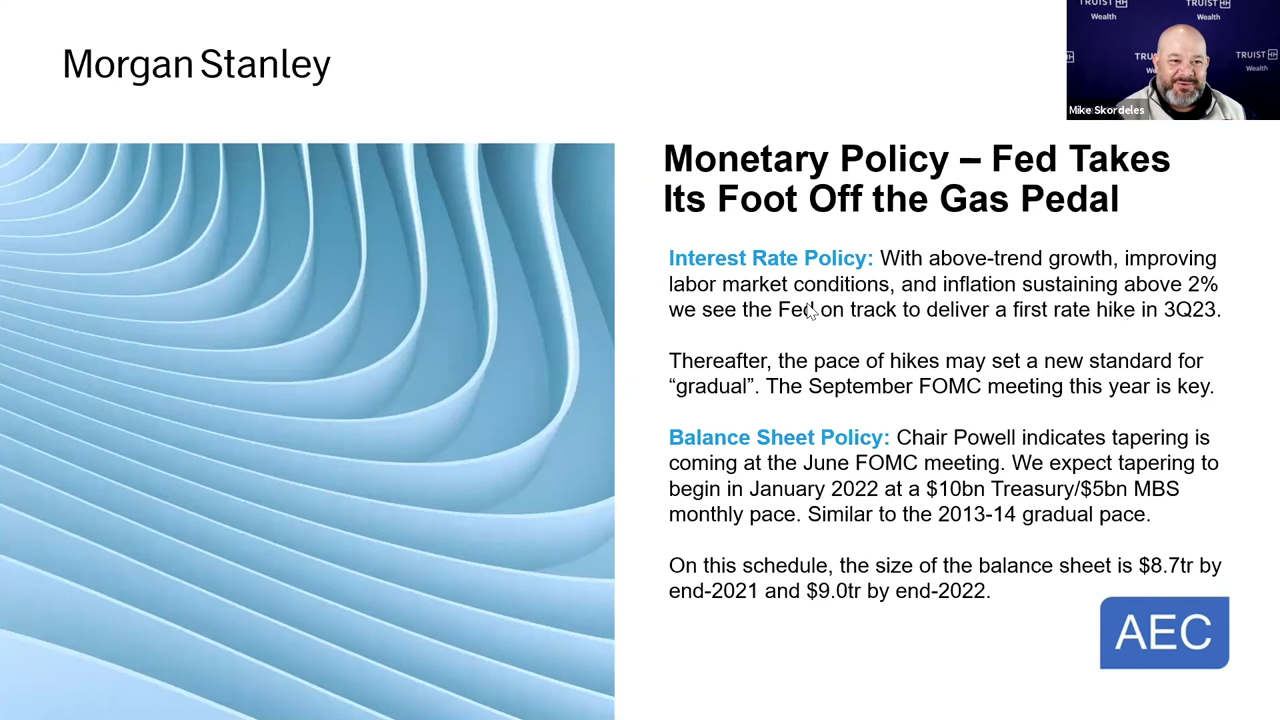 Morgan Stanley
TRUIST
Wealth
TRUIST
Wealth
TRUIST
TRUIST
Wealth
Mike Skordeles
Monetary Policy – Fed Takes
Its Foot Off the Gas Pedal
Interest Rate Policy: With above-trend growth, improving
labor market conditions, and inflation sustaining above 2%
we see the Fed on track to deliver a first rate hike in 3Q23.
Thereafter, the pace of hikes may set a new standard for
“gradual”. The September FOMC meeting this year is key.
Balance Sheet Policy: Chair Powell indicates tapering is
coming at the June FOMC meeting. We expect tapering to
begin in January 2022 at a $10bn Treasury/$5bn MBS
monthly pace. Similar to the 2013-14 gradual pace.
On this schedule, the size of the balance sheet is $8.7tr by
end-2021 and $9.0tr by end-2022.
AEC